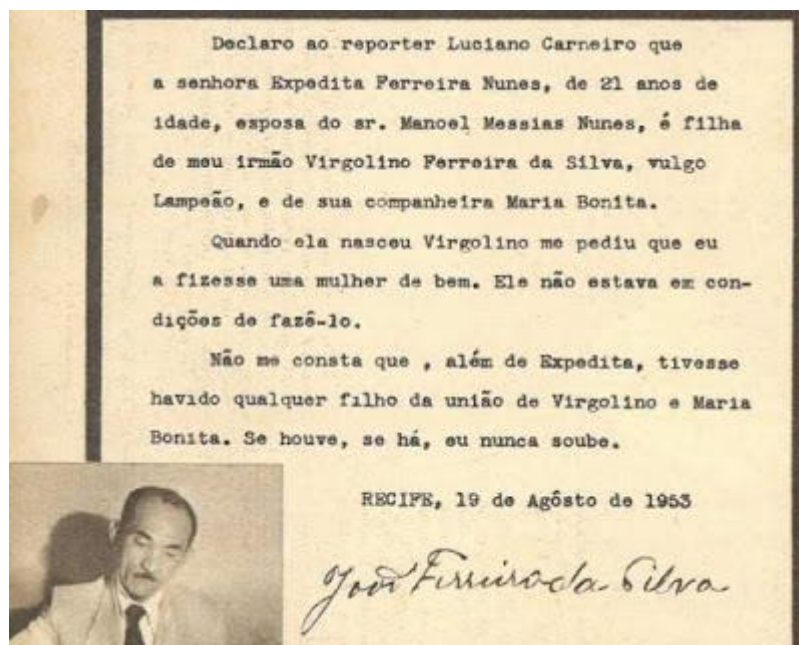 Declaro ao reporter Luciano Carneiro que
a senhora Expedita Ferreira Nunes, de 21 anos de
idade, esposa do sr. Manoel Messias Nunes, é filha
de meu irmão Virgolino Ferreira da Silva, vulgo
Lampeão, e de sua companheira Maria Bonita.
Quando ela nasceu Virgolino me pediu que eu
a fizesse uma mulher de bem. Ele não estava em con-
dições de fazê-lo.
Não me consta que , além de Expedita, tivesse
havido qualquer filho da união de Virgolino e Maria
Bonita. Se houve, se há, eu nunca soube.
RECIFE, 19 de Agôsto de 1953
João Ferreira da Silva